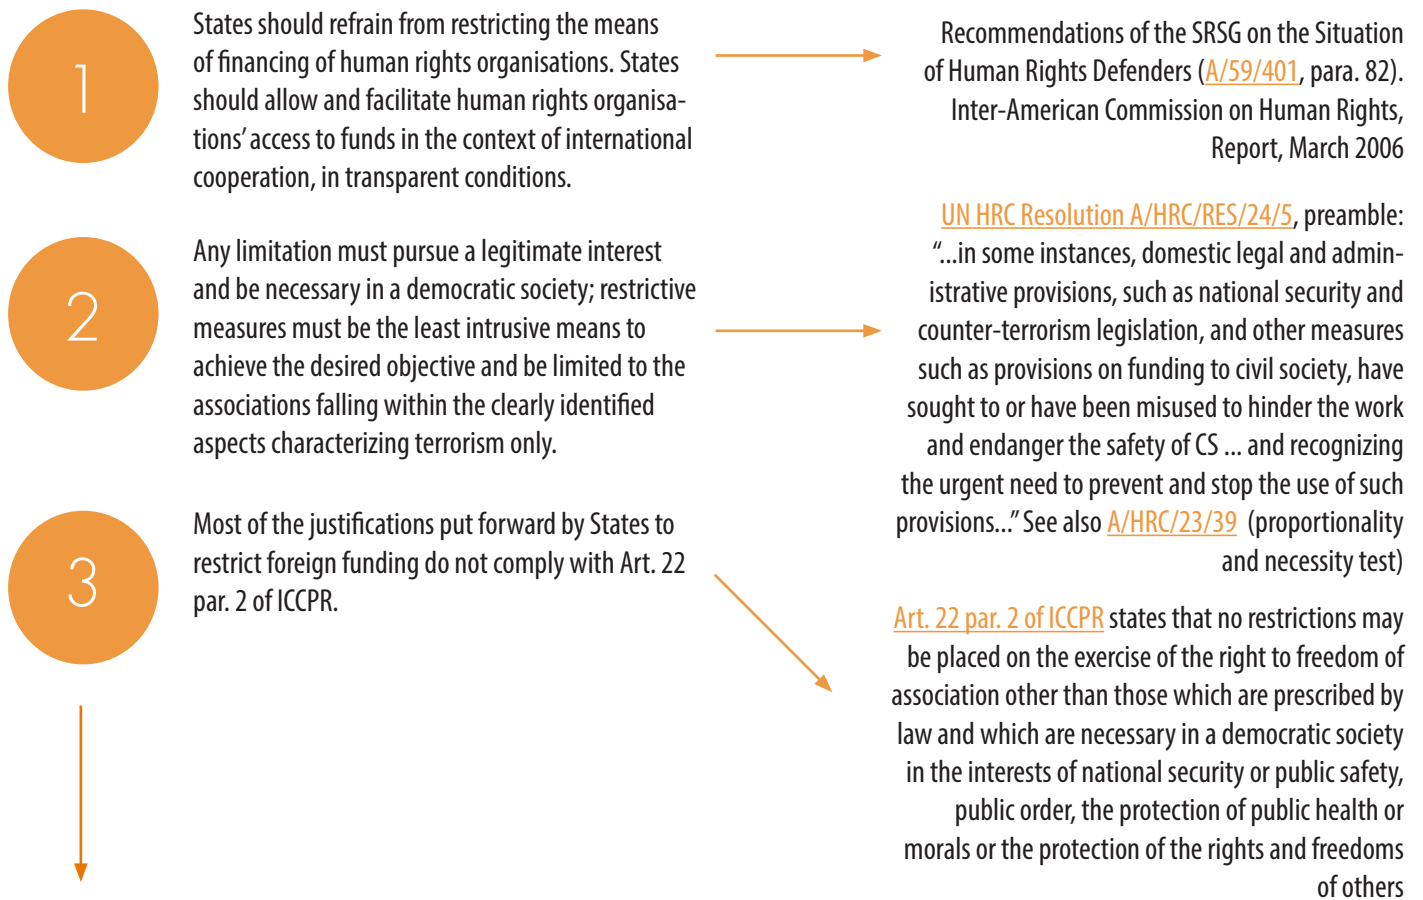 1
States should refrain from restricting the means
of financing of human rights organisations. States
should allow and facilitate human rights organisa-
tions’ access to funds in the context of international
cooperation, in transparent conditions.
Recommendations of the SRSG on the Situation
of Human Rights Defenders (A/59/401, para. 82).
Inter-American Commission on Human Rights,
Report, March 2006
2
Any limitation must pursue a legitimate interest
and be necessary in a democratic society; restrictive
measures must be the least intrusive means to
achieve the desired objective and be limited to the
associations falling within the clearly identified
aspects characterizing terrorism only.
UN HRC Resolution A/HRC/RES/24/5, preamble:
“...in some instances, domestic legal and admin-
istrative provisions, such as national security and
counter-terrorism legislation, and other measures
such as provisions on funding to civil society, have
sought to or have been misused to hinder the work
and endanger the safety of CS ... and recognizing
the urgent need to prevent and stop the use of such
provisions...” See also A/HRC/23/39 (proportionality
and necessity test)
3
Most of the justifications put forward by States to
restrict foreign funding do not comply with Art. 22
par. 2 of ICCPR.
Art. 22 par. 2 of ICCPR states that no restrictions may
be placed on the exercise of the right to freedom of
association other than those which are prescribed by
law and which are necessary in a democratic society
in the interests of national security or public safety,
public order, the protection of public health or
morals or the protection of the rights and freedoms
of others